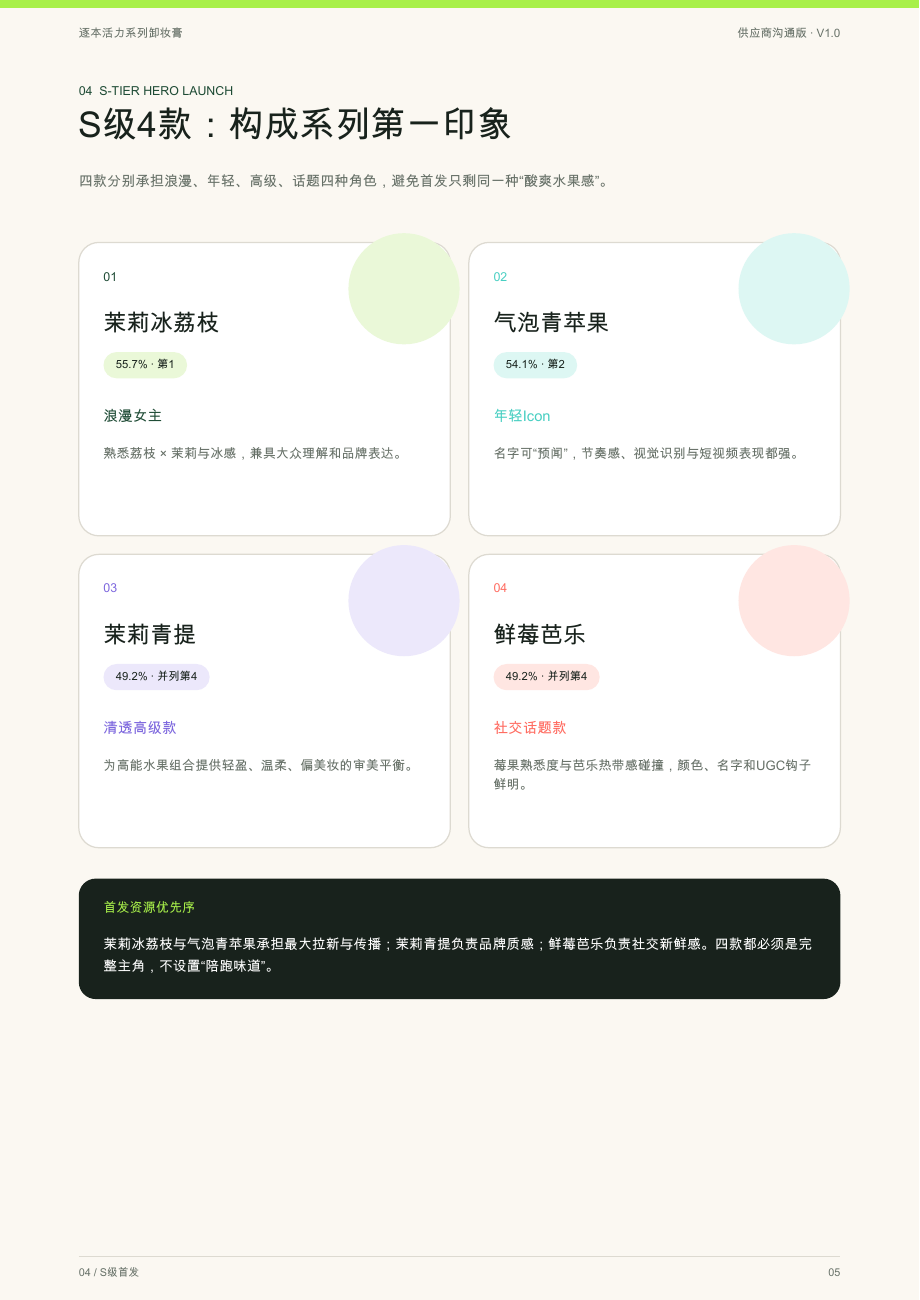 逐本活力系列卸妆膏
供应商沟通版 · V1.0
04 S-TIER HERO LAUNCH
S级4款：构成系列第一印象
四款分别承担浪漫、年轻、高级、话题四种角色，避免首发只剩同一种“酸爽水果感”。
01
茉莉冰荔枝
55.7% · 第1
浪漫女主
熟悉荔枝 × 茉莉与冰感，兼具大众理解和品牌表达。
02
气泡青苹果
54.1% · 第2
年轻Icon
名字可“预闻”，节奏感、视觉识别与短视频表现都强。
03
茉莉青提
49.2% · 并列第4
清透高级款
为高能水果组合提供轻盈、温柔、偏美妆的审美平衡。
04
鲜莓芭乐
49.2% · 并列第4
社交话题款
莓果熟悉度与芭乐热带感碰撞，颜色、名字和UGC钩子
鲜明。
首发资源优先序
茉莉冰荔枝与气泡青苹果承担最大拉新与传播；茉莉青提负责品牌质感；鲜莓芭乐负责社交新鲜感。四款都必须是完
整主角，不设置“陪跑味道”。
04 / S级首发
05